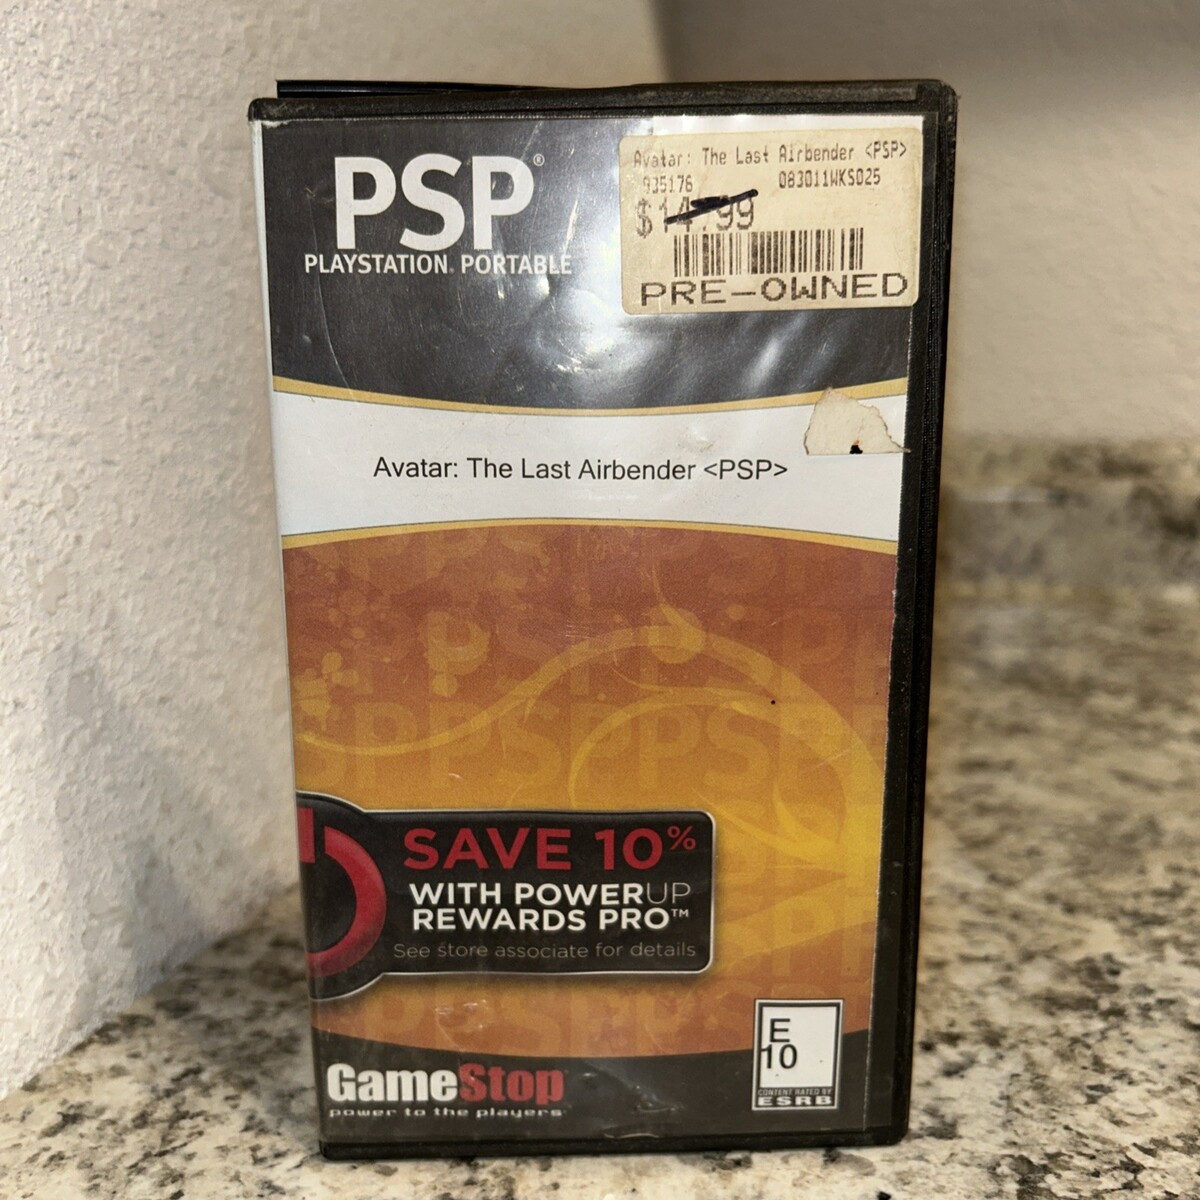 PSP®
PLAYSTATION PORTABLE
Avatar: The Last Airbender <PSP>
935176 083011WKS025
$14.99
PRE-OWNED
Avatar: The Last Airbender <PSP>
SAVE 10%
WITH POWERUP
REWARDS PRO™
See store associate for details
GameStop
power to the players
E
10
CONTENT RATED BY
ESRB